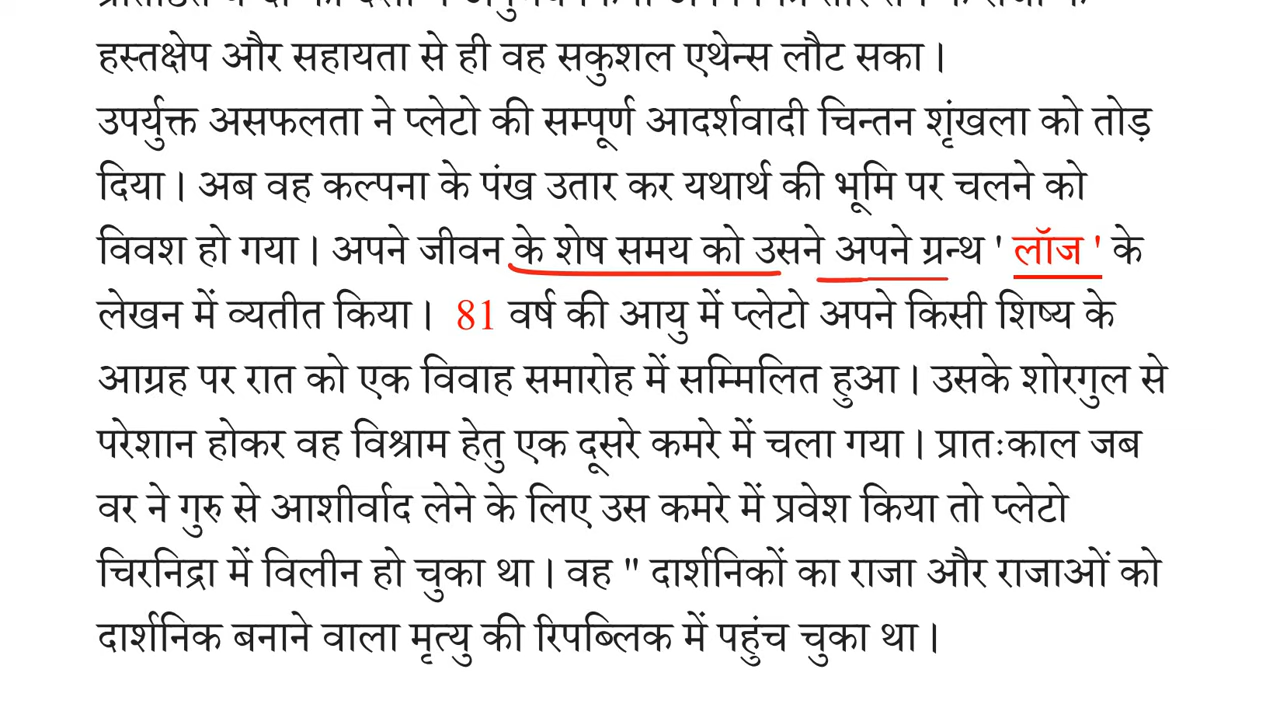 हस्तक्षेप और सहायता से ही वह सकुशल एथेन्स लौट सका।
उपर्युक्त असफलता ने प्लेटो की सम्पूर्ण आदर्शवादी चिन्तन शृंखला को तोड़
दिया। अब वह कल्पना के पंख उतार कर यथार्थ की भूमि पर चलने को
विवश हो गया। अपने जीवन के शेष समय को उसने अपने ग्रन्थ ' लॉज ' के
लेखन में व्यतीत किया। 81 वर्ष की आयु में प्लेटो अपने किसी शिष्य के
आग्रह पर रात को एक विवाह समारोह में सम्मिलित हुआ। उसके शोरगुल से
परेशान होकर वह विश्राम हेतु एक दूसरे कमरे में चला गया। प्रातःकाल जब
वर ने गुरु से आशीर्वाद लेने के लिए उस कमरे में प्रवेश किया तो प्लेटो
चिरनिद्रा में विलीन हो चुका था। वह " दार्शनिकों का राजा और राजाओं को
दार्शनिक बनाने वाला मृत्यु की रिपब्लिक में पहुंच चुका था।